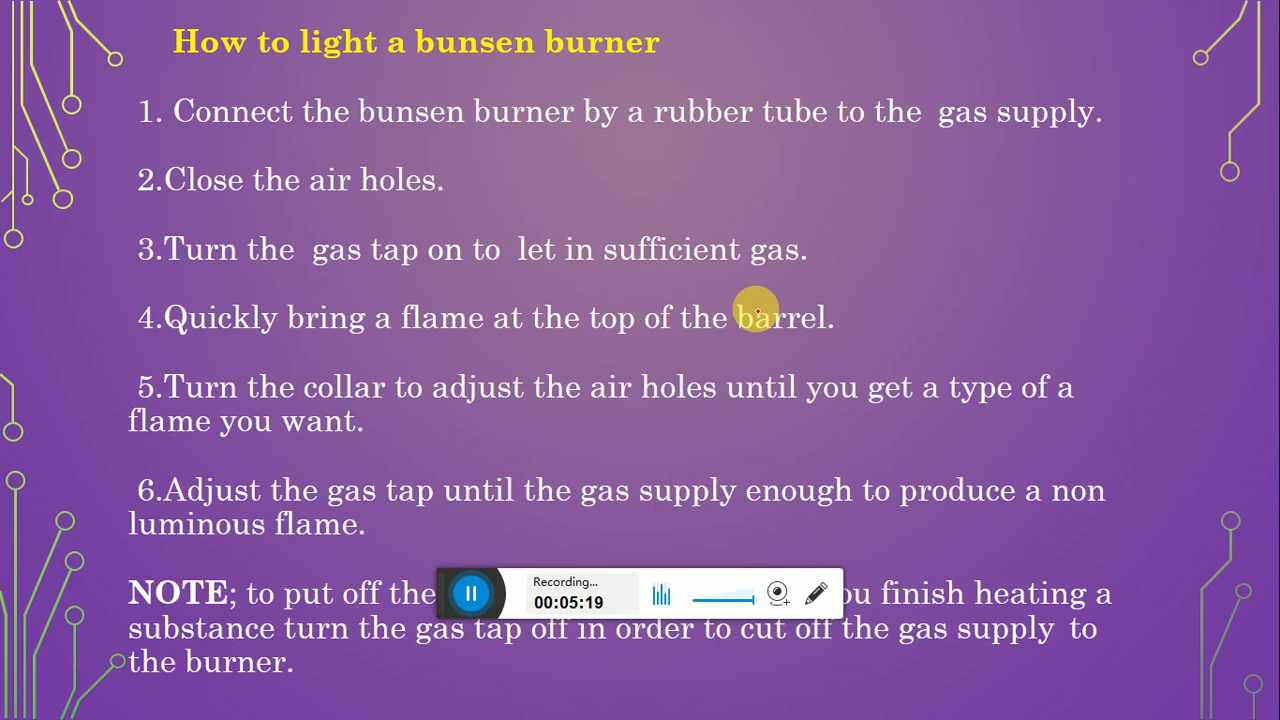 How to light a bunsen burner
1. Connect the bunsen burner by a rubber tube to the gas supply.
2.Close the air holes.
3.Turn the gas tap on to let in sufficient gas.
4.Quickly bring a flame at the top of the barrel.
5.Turn the collar to adjust the air holes until you get a type of a
flame you want.
6.Adjust the gas tap until the gas supply enough to produce a non
luminous flame.
NOTE; to put off the
Recording...
00:05:19
finish heating a
substance turn the gas tap off in order to cut off the gas supply to
the burner.